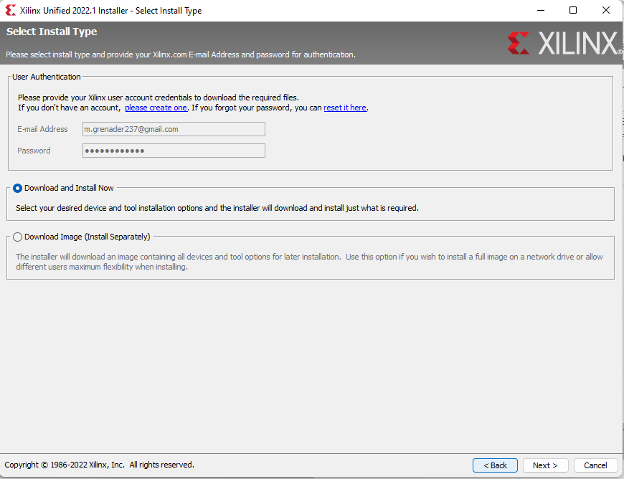 Xilinx Unified 2022.1 Installer - Select Install Type
Select Install Type
Please select install type and provide your Xilinx.com E-mail Address and password for authentication.
XILINX
User Authentication
Please provide your Xilinx user account credentials to download the required files.
If you don't have an account, please create one. If you forgot your password, you can reset it here.
E-mail Address m.grenader237@gmail.com
Password ●●●●●●●●●●●●
Download and Install Now
Select your desired device and tool installation options and the installer will download and install just what is required.
Download Image (Install Separately)
The installer will download an image containing all devices and tool options for later installation. Use this option if you wish to install a full image on a network drive or allow
different users maximum flexibility when installing.
Copyright © 1986-2022 Xilinx, Inc. All rights reserved.
< Back Next > Cancel